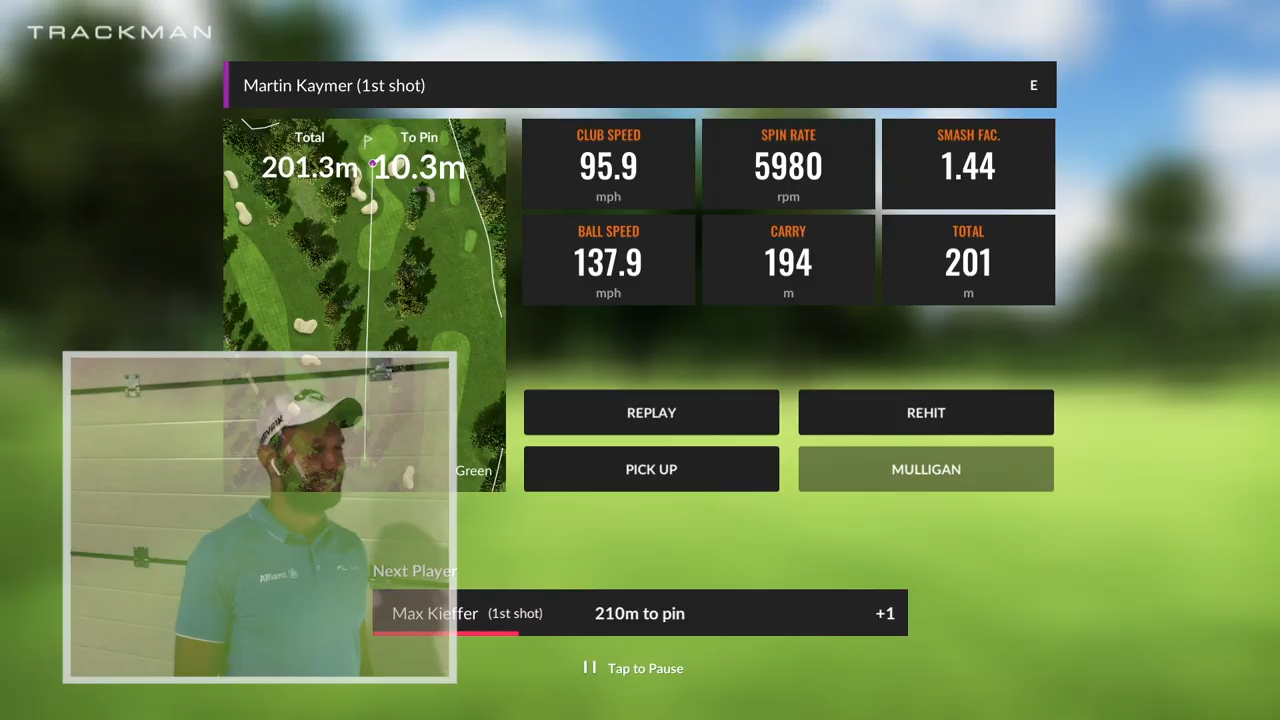 TRACKMAN
Martin Kaymer (1st shot)
E
Total
To Pin
201.3m
10.3m
CLUB SPEED
95.9
mph
SPIN RATE
5980
rpm
SMASH FAC.
1.44
BALL SPEED
137.9
mph
CARRY
194
m
TOTAL
201
m
Green
REPLAY
REHIT
PICK UP
MULLIGAN
Allianz
Next Player
Max Kieffer (1st shot)
210m to pin
+1
Tap to Pause